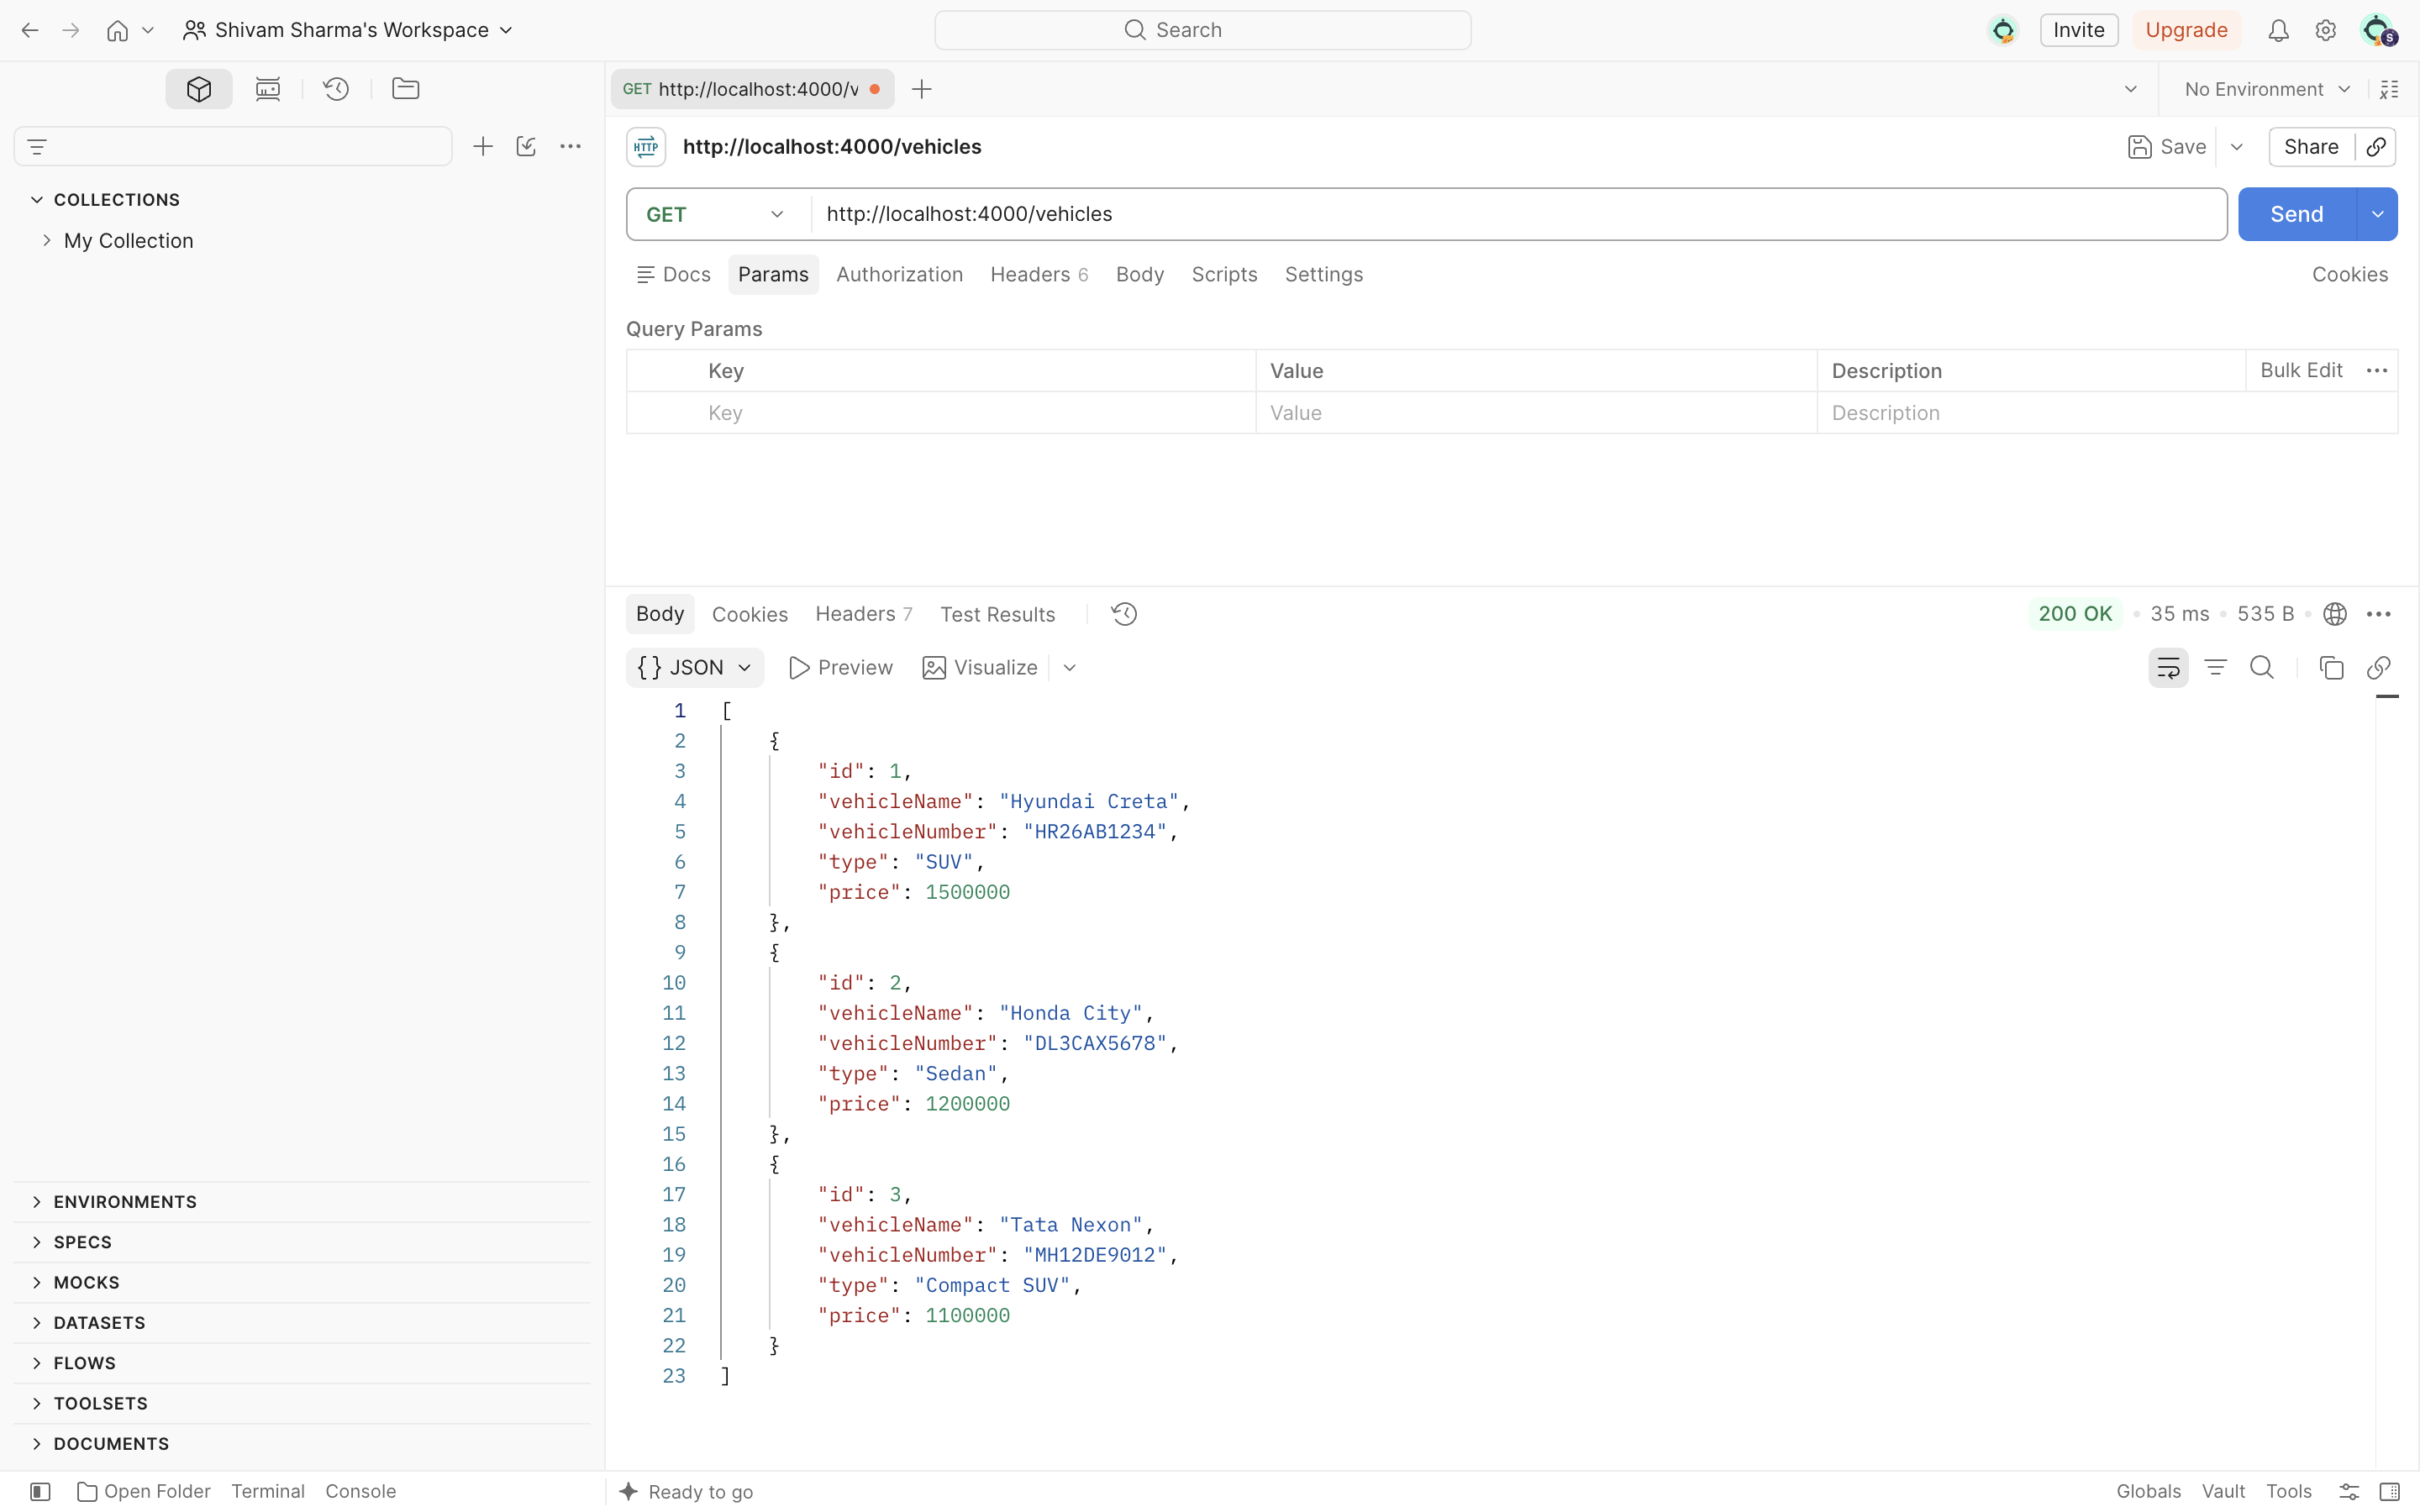 Shivam Sharma's Workspace
Search
Invite
Upgrade
S
GET http://localhost:4000/v
No Environment
HTTP
http://localhost:4000/vehicles
Save
Share
COLLECTIONS
My Collection
GET
http://localhost:4000/vehicles
Send
Docs
Params
Authorization
Headers 6
Body
Scripts
Settings
Cookies
Query Params
Key Value Description Bulk Edit
Key Value Description
Body
Cookies
Headers 7
Test Results
200 OK
35 ms
535 B
{} JSON
Preview
Visualize
1 [
2 {
3 "id": 1,
4 "vehicleName": "Hyundai Creta",
5 "vehicleNumber": "HR26AB1234",
6 "type": "SUV",
7 "price": 1500000
8 },
9 {
10 "id": 2,
11 "vehicleName": "Honda City",
12 "vehicleNumber": "DL3CAX5678",
13 "type": "Sedan",
14 "price": 1200000
15 },
16 {
17 "id": 3,
18 "vehicleName": "Tata Nexon",
19 "vehicleNumber": "MH12DE9012",
20 "type": "Compact SUV",
21 "price": 1100000
22 }
23 ]
ENVIRONMENTS
SPECS
MOCKS
DATASETS
FLOWS
TOOLSETS
DOCUMENTS
Open Folder
Terminal
Console
Ready to go
Globals
Vault
Tools